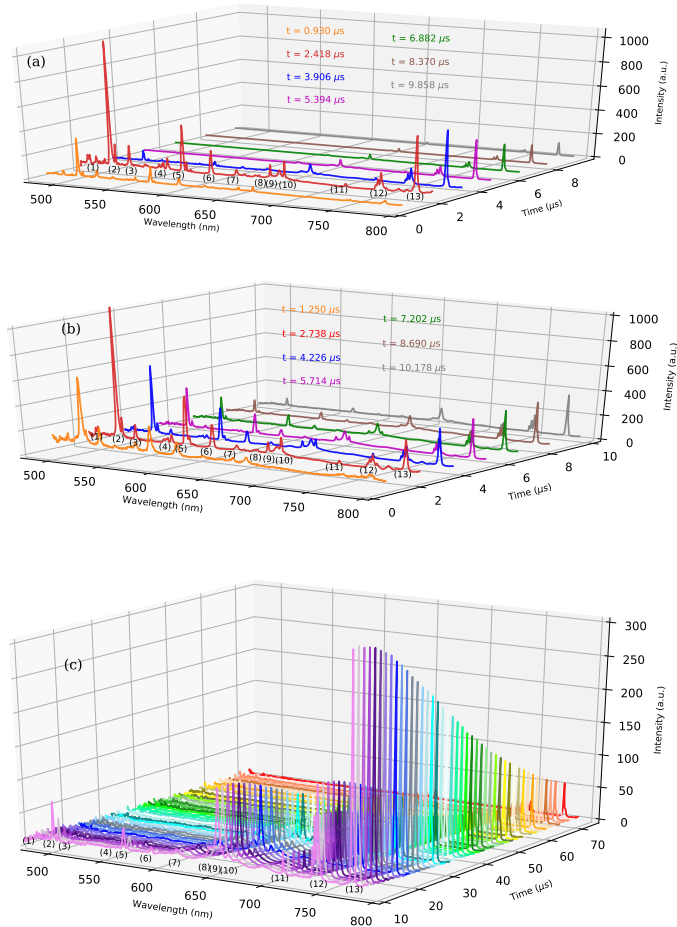 (a)
t = 0.930 μs
t = 2.418 μs
t = 3.906 μs
t = 5.394 μs
t = 6.882 μs
t = 8.370 μs
t = 9.858 μs
1000
800
600
400
200
0
Intensity (a.u.)
(1) (2) (3) (4) (5) (6) (7) (8) (9) (10) (11) (12) (13)
500 550 600 650 700 750 800
Wavelength (nm)
0 2 4 6 8
Time (μs)
(b)
t = 1.250 μs
t = 2.738 μs
t = 4.226 μs
t = 5.714 μs
t = 7.202 μs
t = 8.690 μs
t = 10.178 μs
1000
800
600
400
200
0
Intensity (a.u.)
(1) (2) (3) (4) (5) (6) (7) (8) (9) (10) (11) (12) (13)
500 550 600 650 700 750 800
Wavelength (nm)
0 2 4 6 8 10
Time (μs)
(c)
300
250
200
150
100
50
0
Intensity (a.u.)
(1) (2) (3) (4) (5) (6) (7) (8) (9) (10) (11) (12) (13)
500 550 600 650 700 750 800
Wavelength (nm)
10 20 30 40 50 60 70
Time (μs)